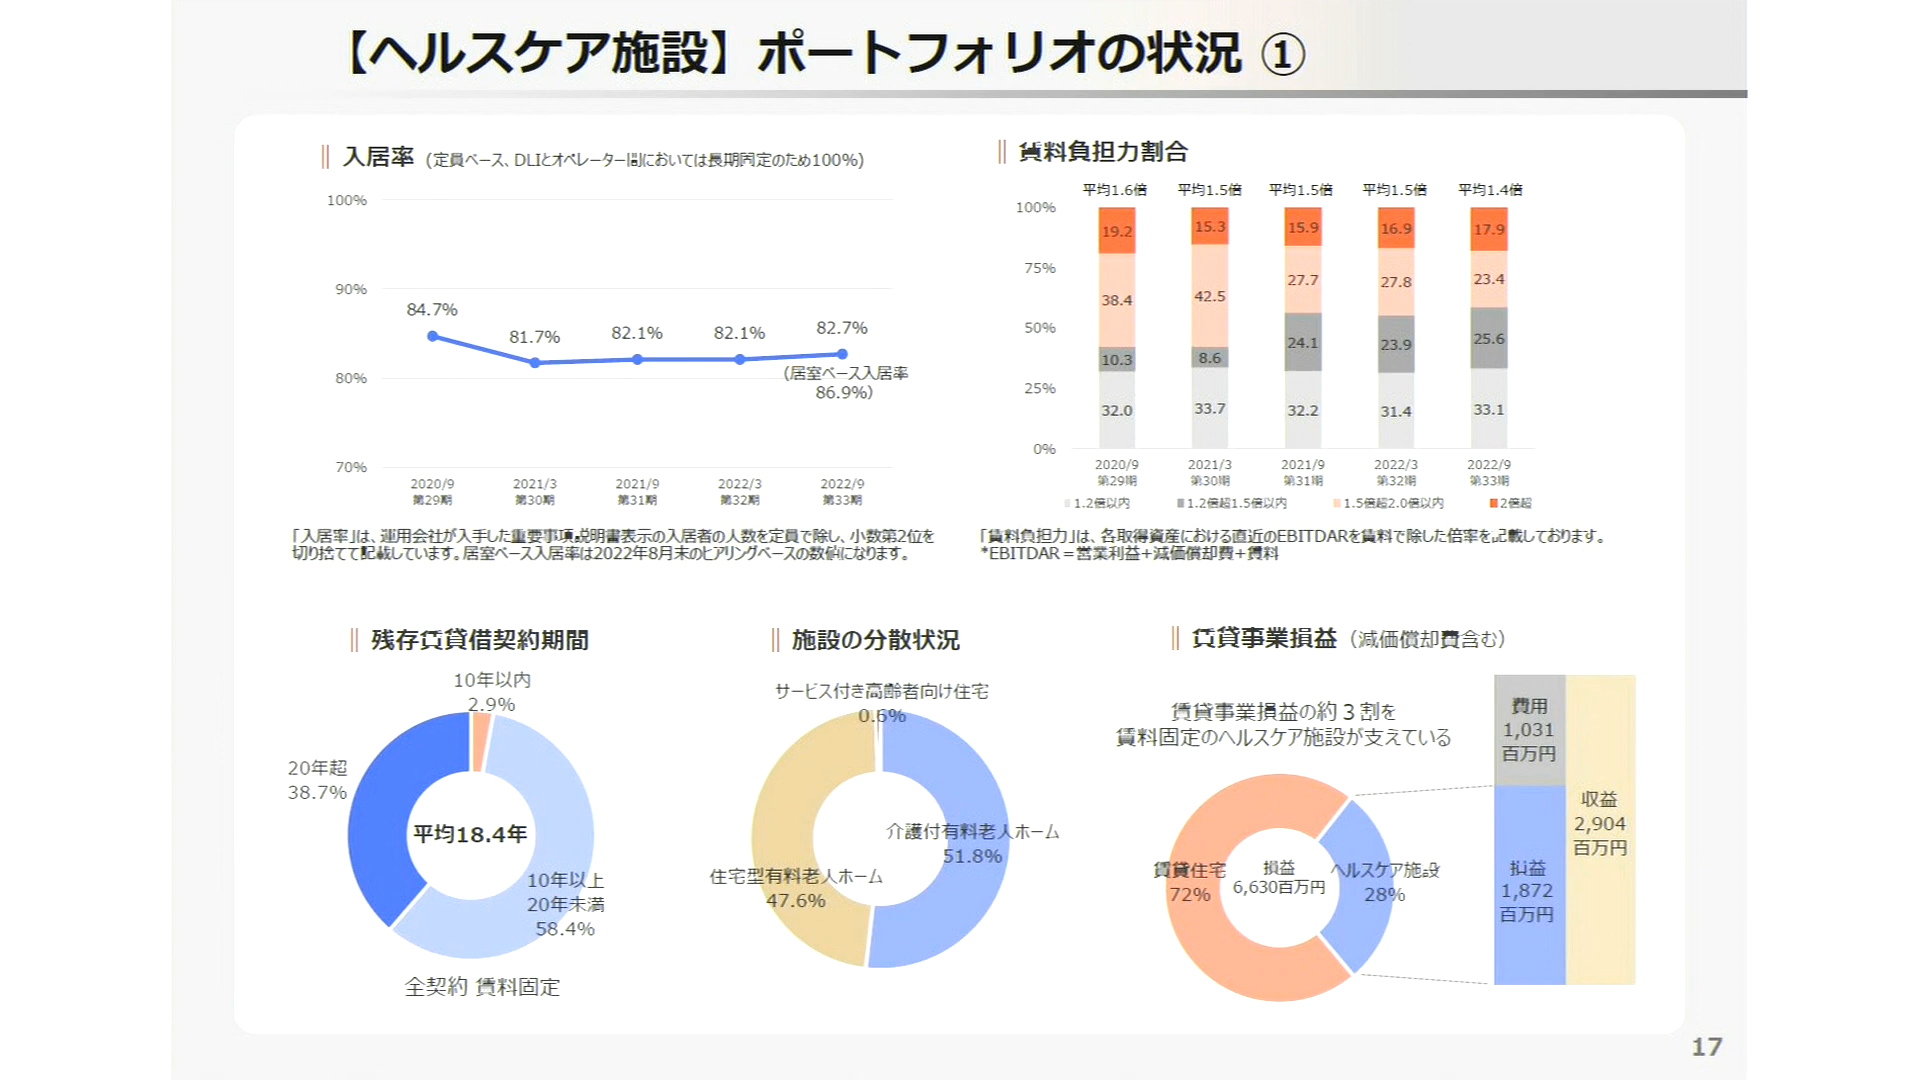 【ヘルスケア施設】ポートフォリオの状況 ①
入居率（定員ベース、DLIとオペレーター間においては長期固定のため100%）
100%
90%
80%
70%
84.7%
81.7%
82.1%
82.1%
82.7%
（居室ベース入居率
86.9%）
2020/9
第29期
2021/3
第30期
2021/9
第31期
2022/3
第32期
2022/9
第33期
「入居率」は、運用会社が入手した重要事項説明書表示の入居者の人数を定員で除し、小数第2位を
切り捨てて記載しています。居室ベース入居率は2022年8月末のヒアリングベースの数値になります。
賃料負担力割合
平均1.6倍
平均1.5倍
平均1.5倍
平均1.5倍
平均1.4倍
100%
75%
50%
25%
0%
19.2
38.4
10.3
32.0
15.3
42.5
8.6
33.7
15.9
27.7
24.1
32.2
16.9
27.8
23.9
31.4
17.9
23.4
25.6
33.1
2020/9
第29期
2021/3
第30期
2021/9
第31期
2022/3
第32期
2022/9
第33期
1.2倍以内
1.2倍超1.5倍以内
1.5倍超2.0倍以内
2倍超
「賃料負担力」は、各取得資産における直近のEBITDARを賃料で除した倍率を記載しております。
*EBITDAR＝営業利益+減価償却費+賃料
残存賃貸借契約期間
10年以内
2.9%
20年超
38.7%
平均18.4年
10年以上
20年未満
58.4%
全契約 賃料固定
施設の分散状況
サービス付き高齢者向け住宅
0.6%
介護付有料老人ホーム
51.8%
住宅型有料老人ホーム
47.6%
賃貸事業損益（減価償却費含む）
賃貸事業損益の約３割を
賃料固定のヘルスケア施設が支えている
賃貸住宅
72%
損益
6,630百万円
ヘルスケア施設
28%
費用
1,031
百万円
損益
1,872
百万円
収益
2,904
百万円
17